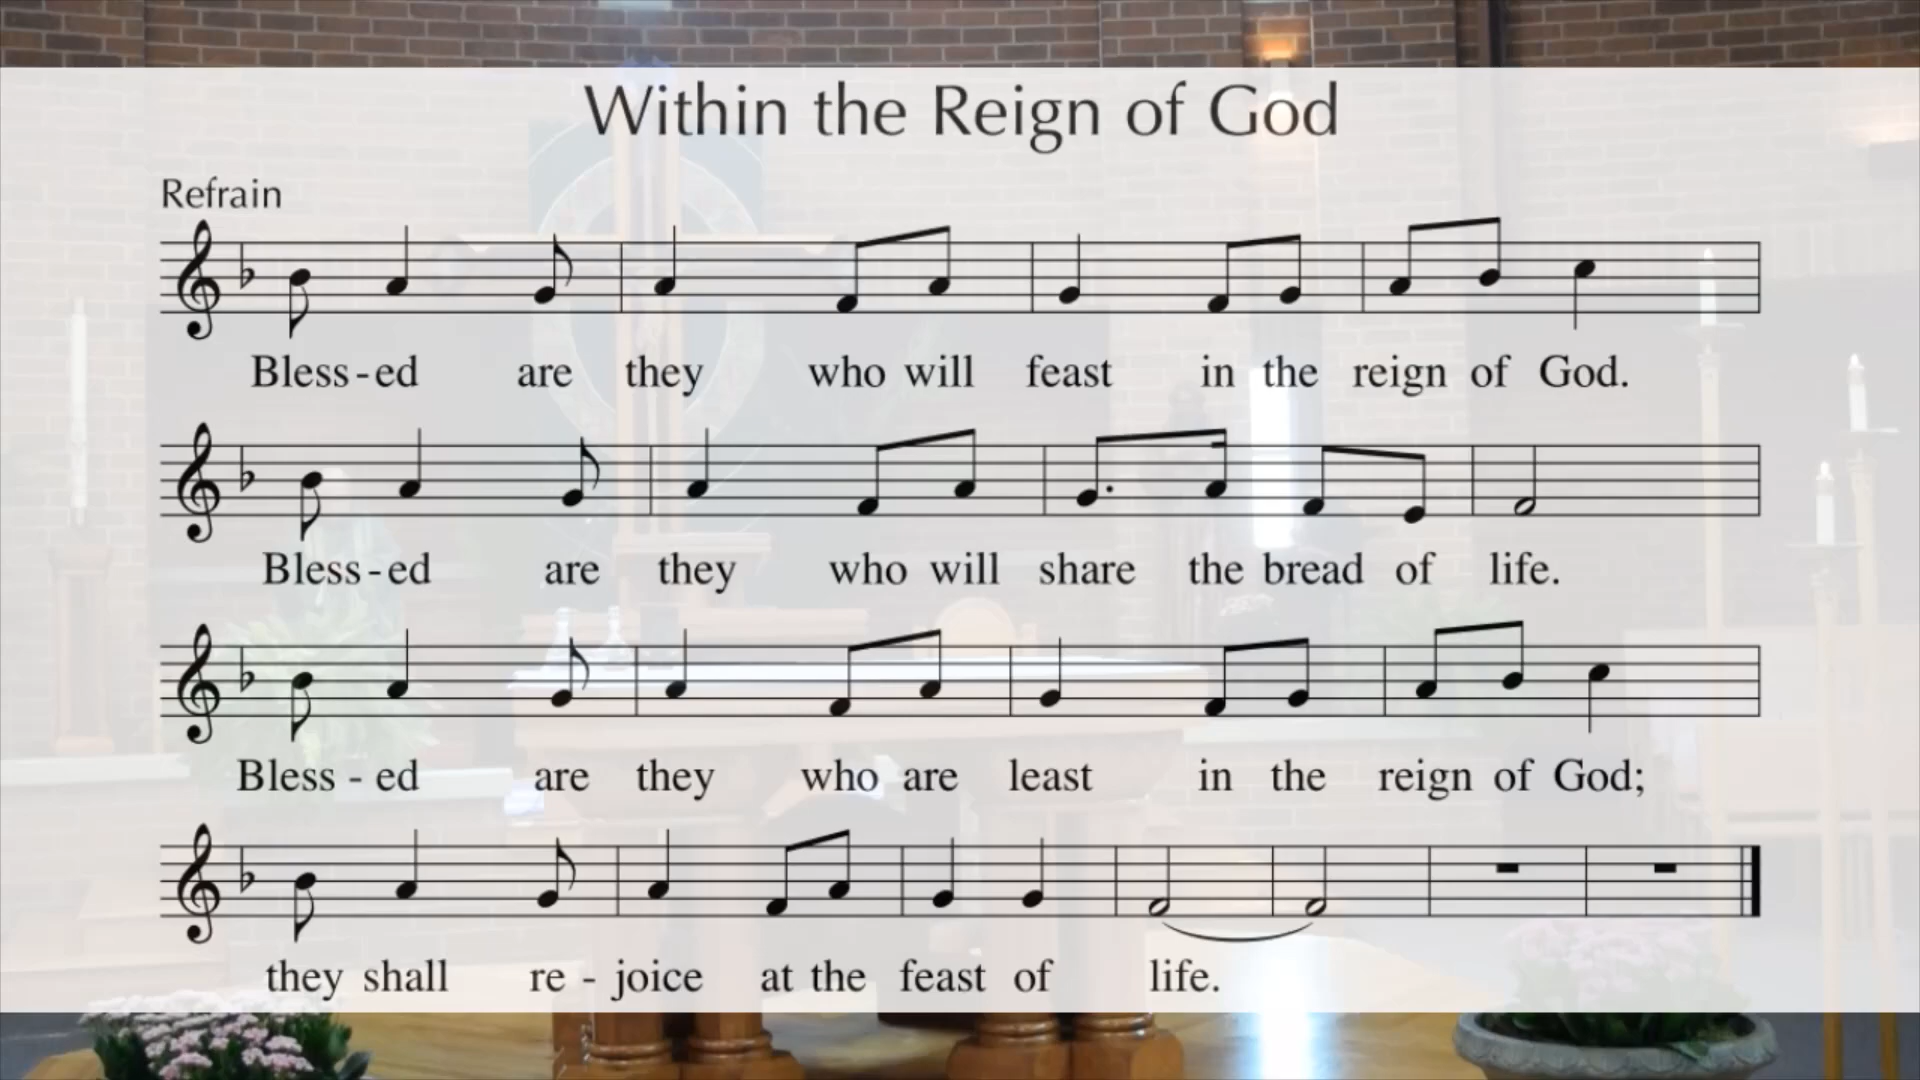 Within the Reign of God
Refrain
Bless-ed are they who will feast in the reign of God.
Bless-ed are they who will share the bread of life.
Bless - ed are they who are least in the reign of God;
they shall re - joice at the feast of life.